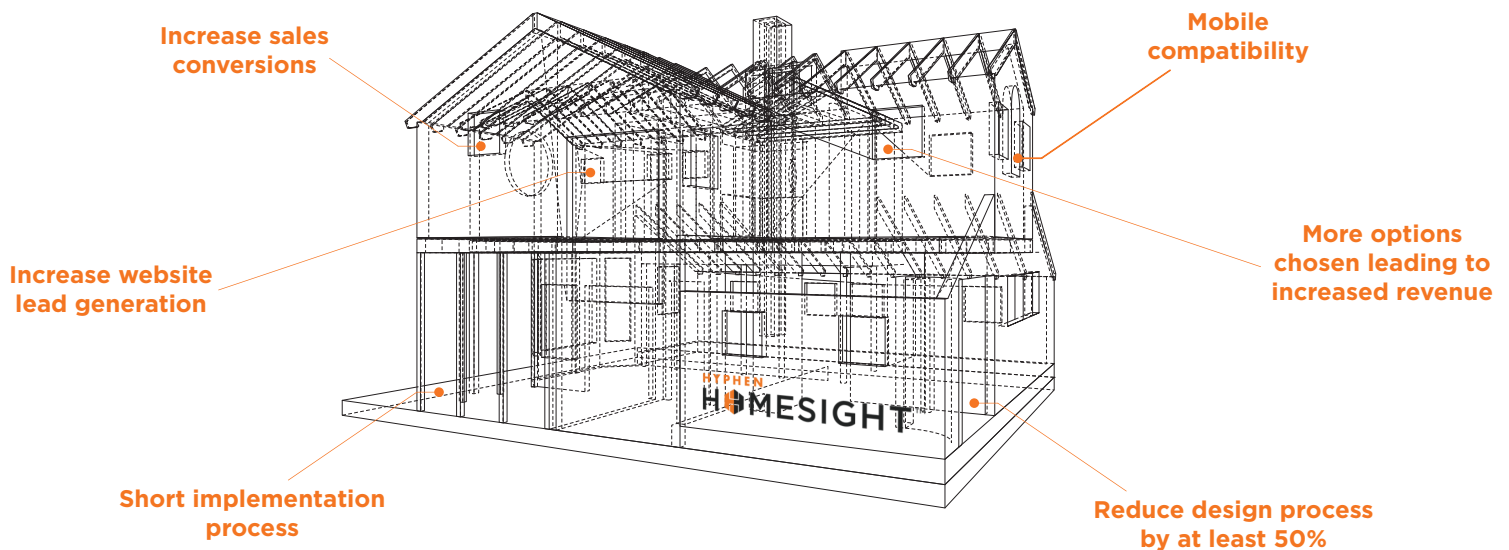 Increase sales
conversions
Mobile
compatibility
Increase website
lead generation
More options
chosen leading to
increased revenue
HYPHEN
HOMESIGHT™
Short implementation
process
Reduce design process
by at least 50%